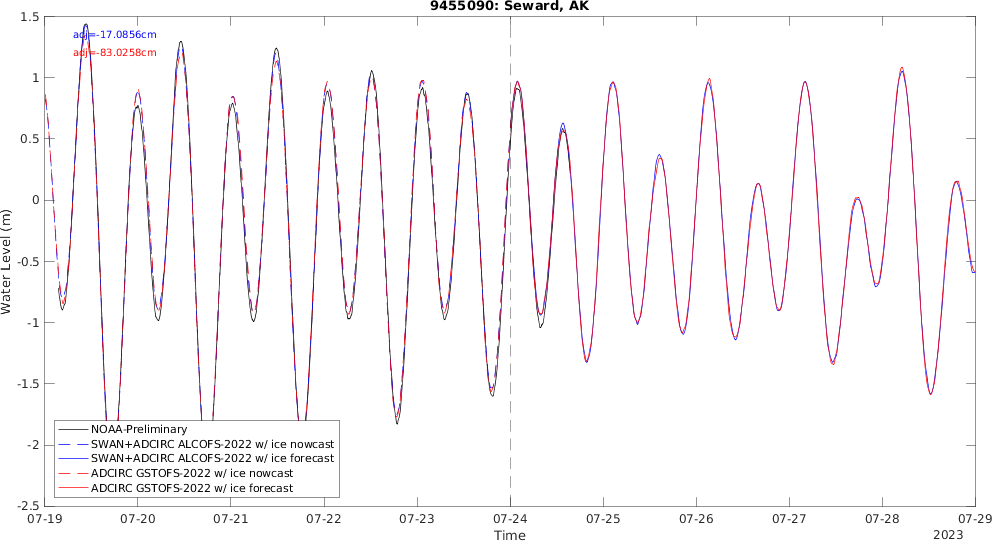 9455090: Seward, AK
1.5
adj=-17.0856cm
adj=-83.0258cm
1
0.5
0
-0.5
-1
-1.5
-2
-2.5
Water Level (m)
NOAA-Preliminary
SWAN+ADCIRC ALCOFS-2022 w/ ice nowcast
SWAN+ADCIRC ALCOFS-2022 w/ ice forecast
ADCIRC GSTOFS-2022 w/ ice nowcast
ADCIRC GSTOFS-2022 w/ ice forecast
07-19 07-20 07-21 07-22 07-23 07-24 07-25 07-26 07-27 07-28 07-29
Time
2023